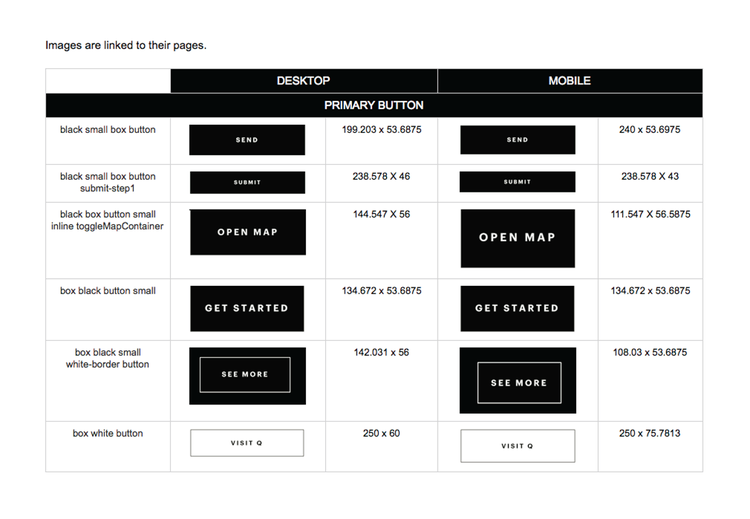 Images are linked to their pages.
DESKTOP MOBILE
PRIMARY BUTTON
black small box button SEND 199.203 x 53.6875 SEND 240 x 53.6975
black small box button
submit-step1 SUBMIT 238.578 X 46 SUBMIT 238.578 X 43
black box button small
inline toggleMapContainer OPEN MAP 144.547 X 56 OPEN MAP 111.547 X 56.5875
box black button small GET STARTED 134.672 x 53.6875 GET STARTED 134.672 x 53.6875
box black small
white-border button SEE MORE 142.031 x 56 SEE MORE 108.03 x 53.6875
box white button VISIT Q 250 x 60 VISIT Q 250 x 75.7813